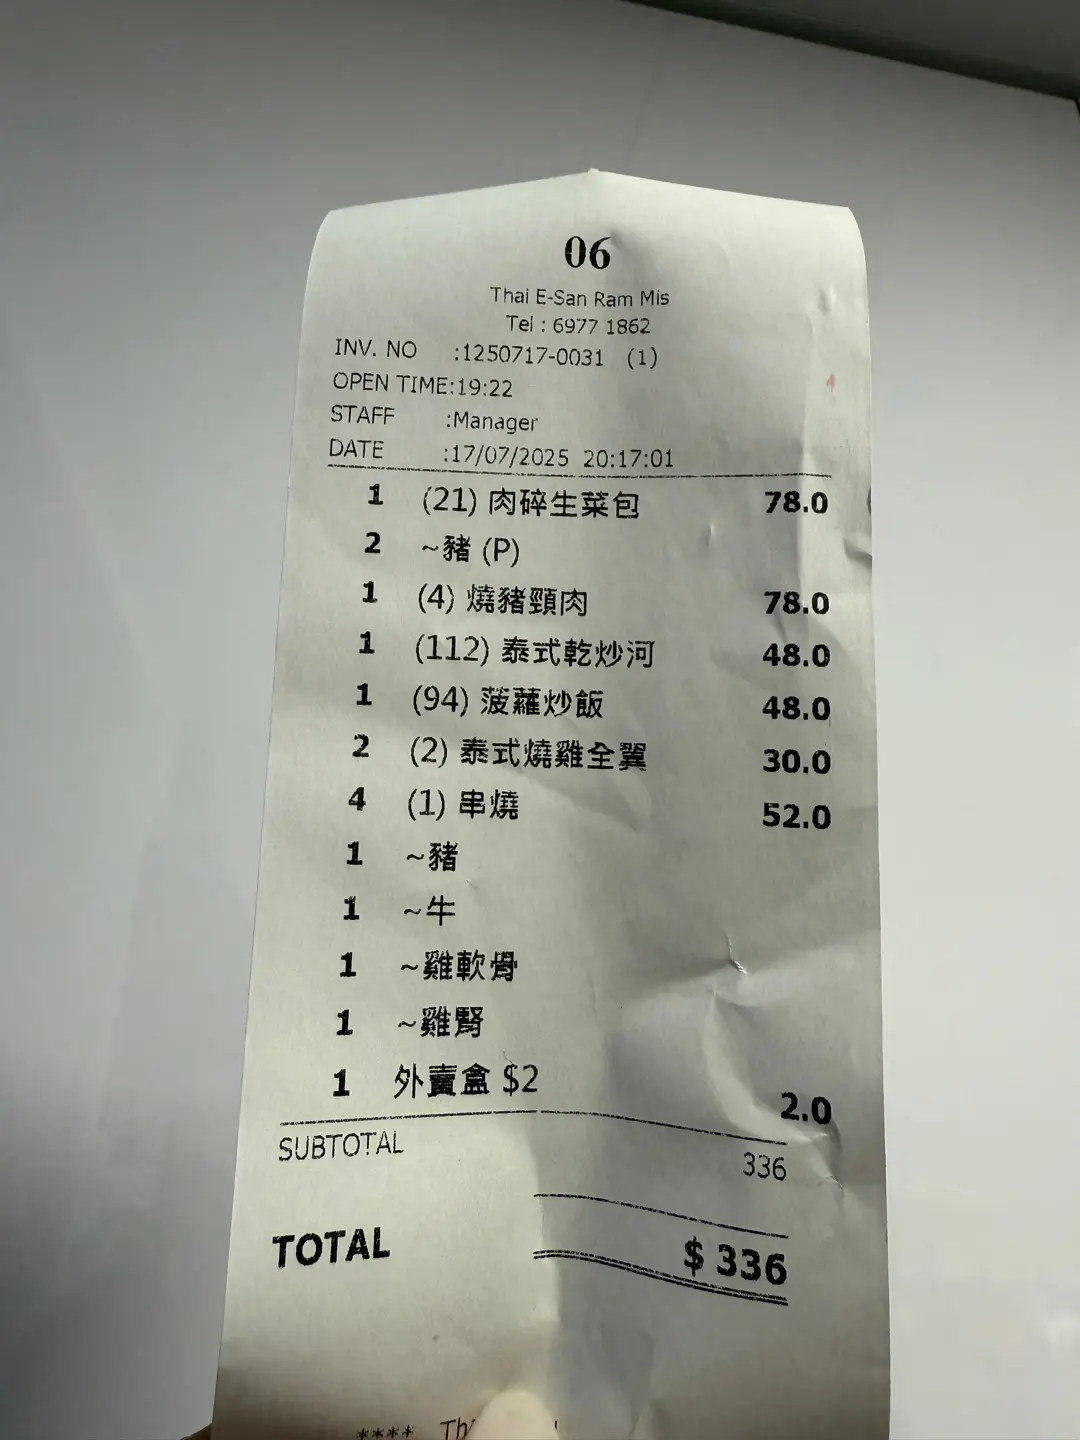 06
Thai E-San Ram Mis
Tel : 6977 1862
INV. NO :1250717-0031 (1)
OPEN TIME:19:22
STAFF :Manager
DATE :17/07/2025 20:17:01
1 (21) 肉碎生菜包 78.0
2 ~豬 (P)
1 (4) 燒豬頸肉 78.0
1 (112) 泰式乾炒河 48.0
1 (94) 菠蘿炒飯 48.0
2 (2) 泰式燒雞全翼 30.0
4 (1) 串燒 52.0
1 ~豬
1 ~牛
1 ~雞軟骨
1 ~雞腎
1 外賣盒 $2 2.0
SUBTOTAL 336
TOTAL $ 336
****